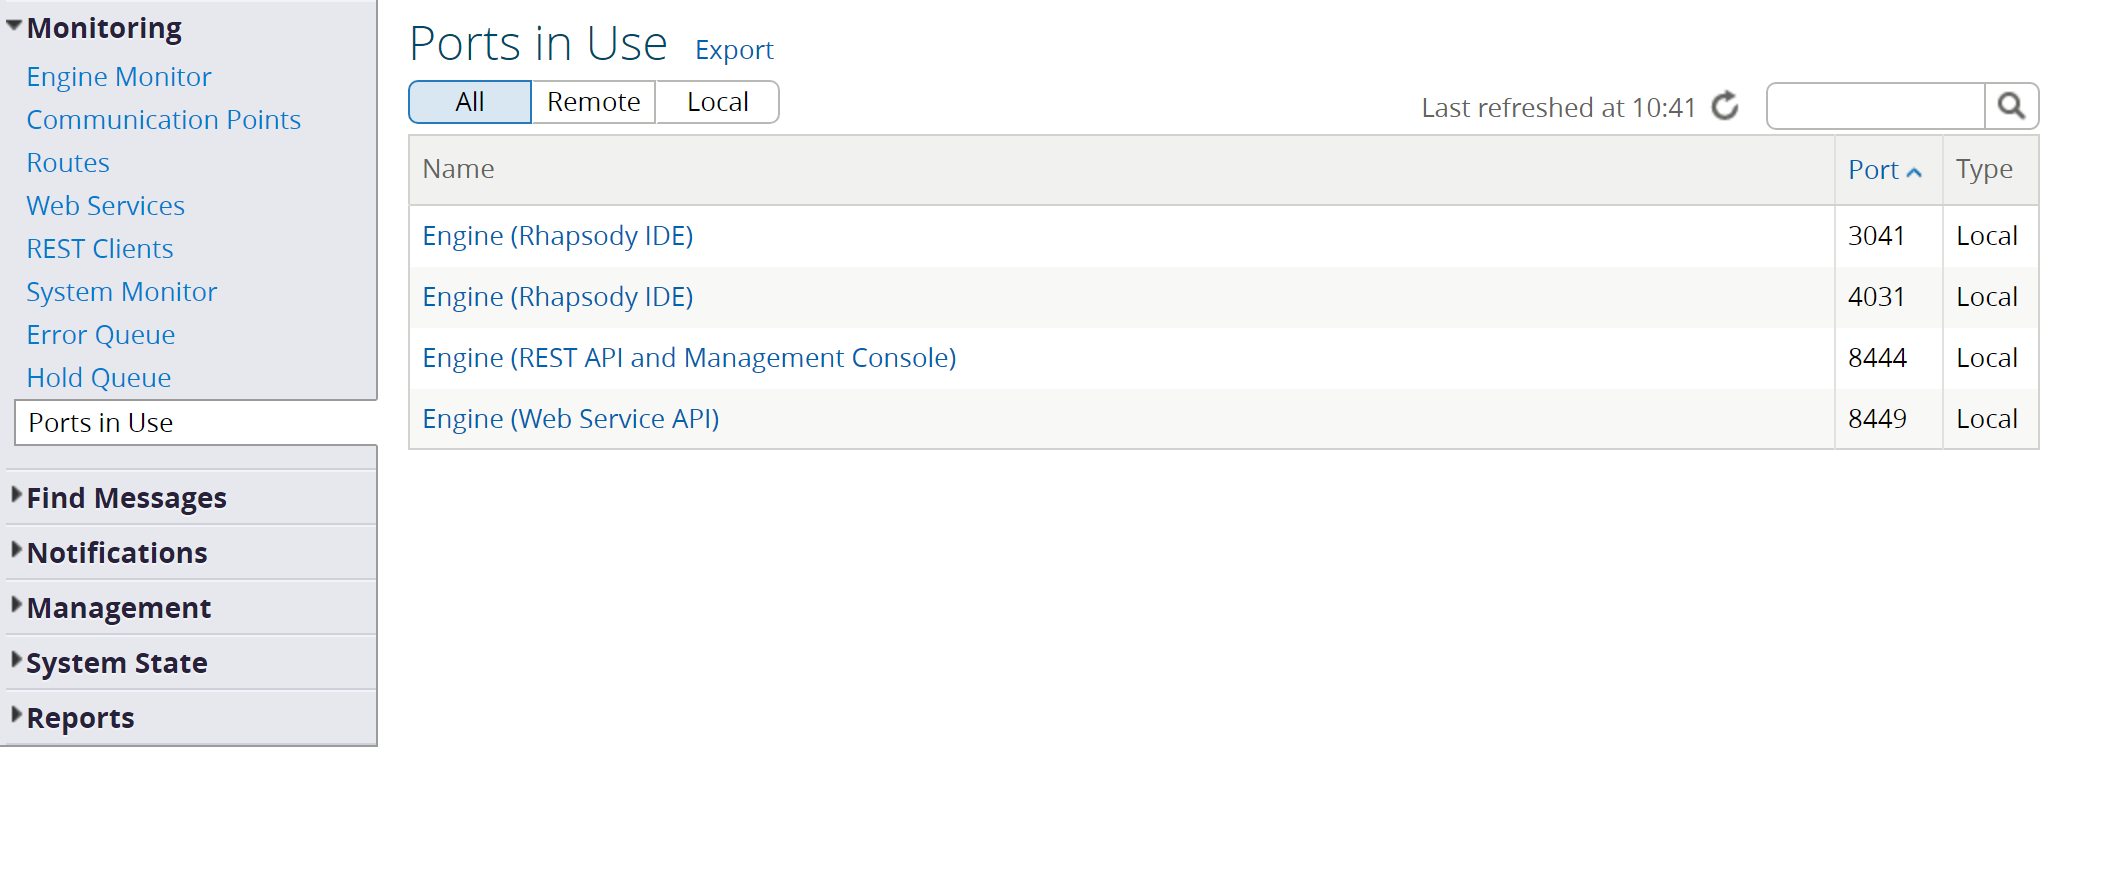 Monitoring
Engine Monitor
Communication Points
Routes
Web Services
REST Clients
System Monitor
Error Queue
Hold Queue
Ports in Use
Find Messages
Notifications
Management
System State
Reports
Ports in Use Export
All Remote Local
Last refreshed at 10:41
Name Port Type
Engine (Rhapsody IDE) 3041 Local
Engine (Rhapsody IDE) 4031 Local
Engine (REST API and Management Console) 8444 Local
Engine (Web Service API) 8449 Local